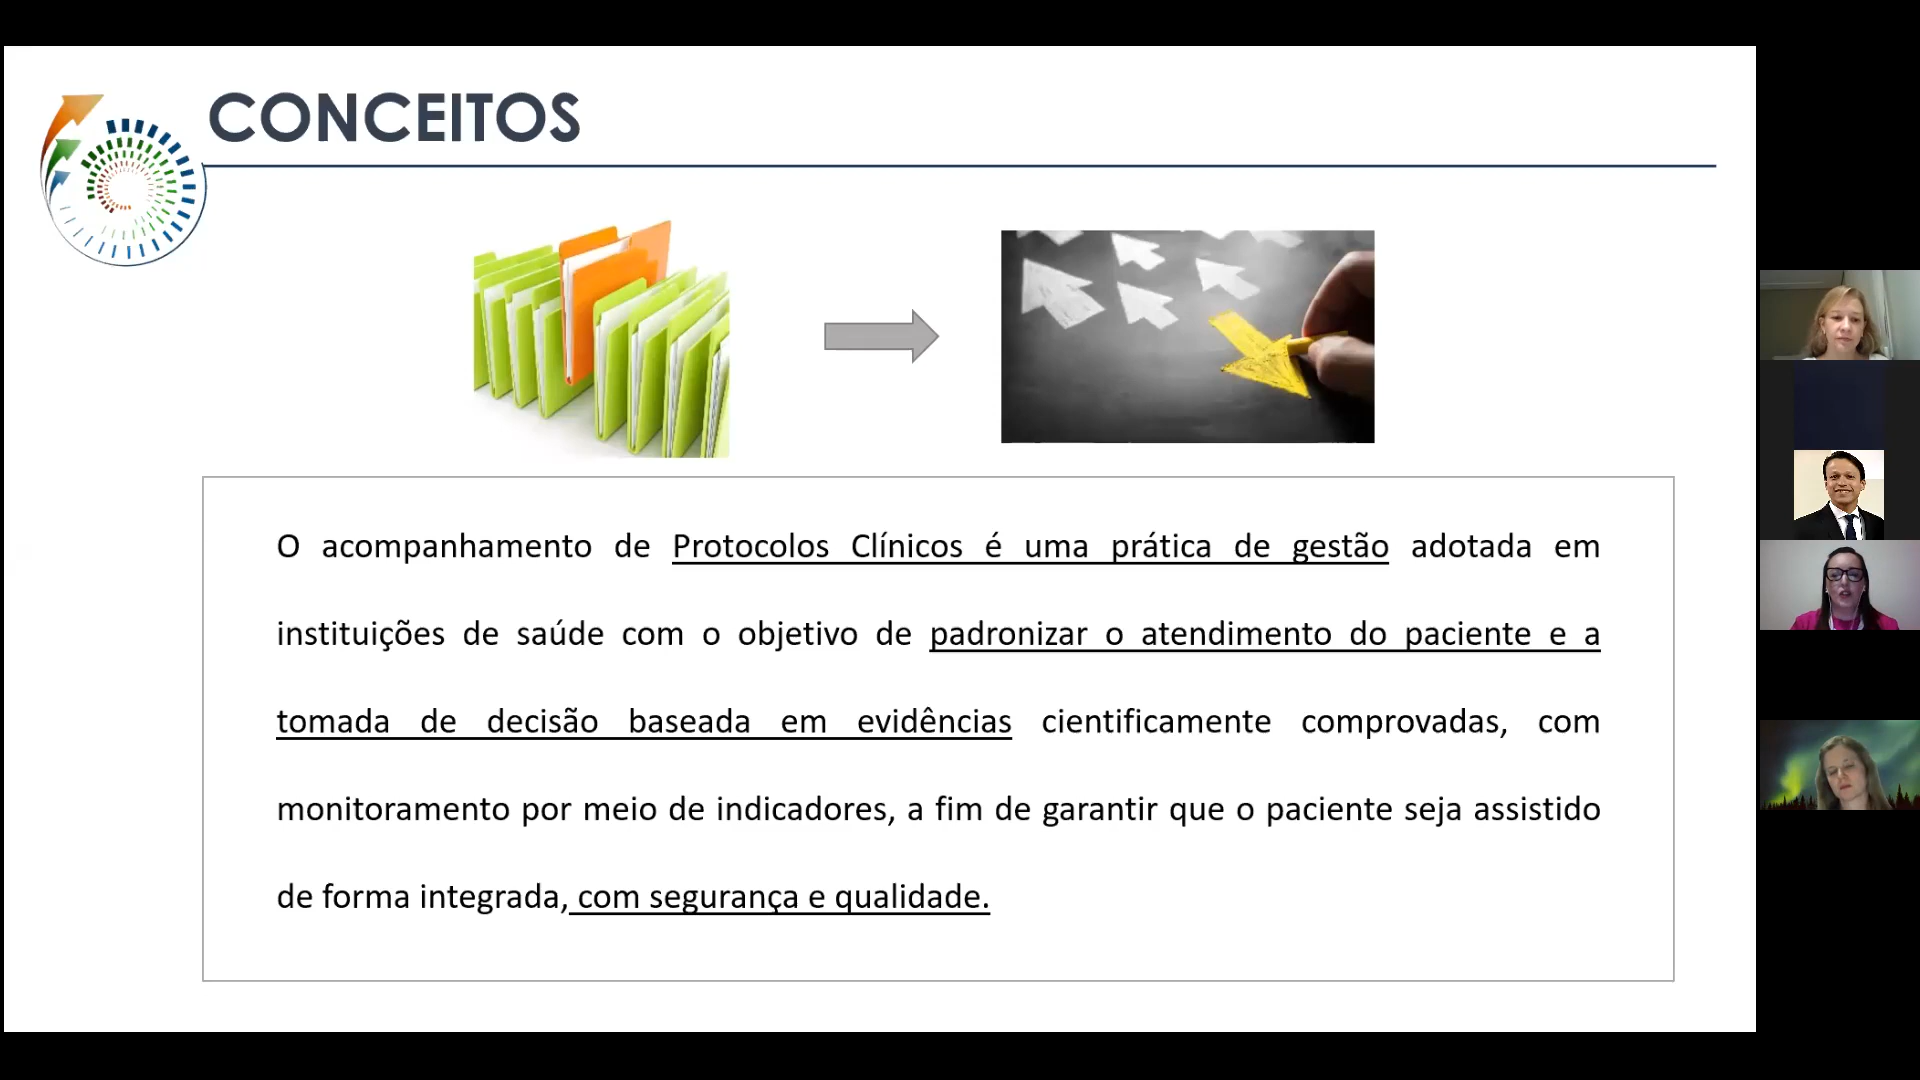 CONCEITOS
O acompanhamento de Protocolos Clínicos é uma prática de gestão adotada em
instituições de saúde com o objetivo de padronizar o atendimento do paciente e a
tomada de decisão baseada em evidências cientificamente comprovadas, com
monitoramento por meio de indicadores, a fim de garantir que o paciente seja assistido
de forma integrada, com segurança e qualidade.